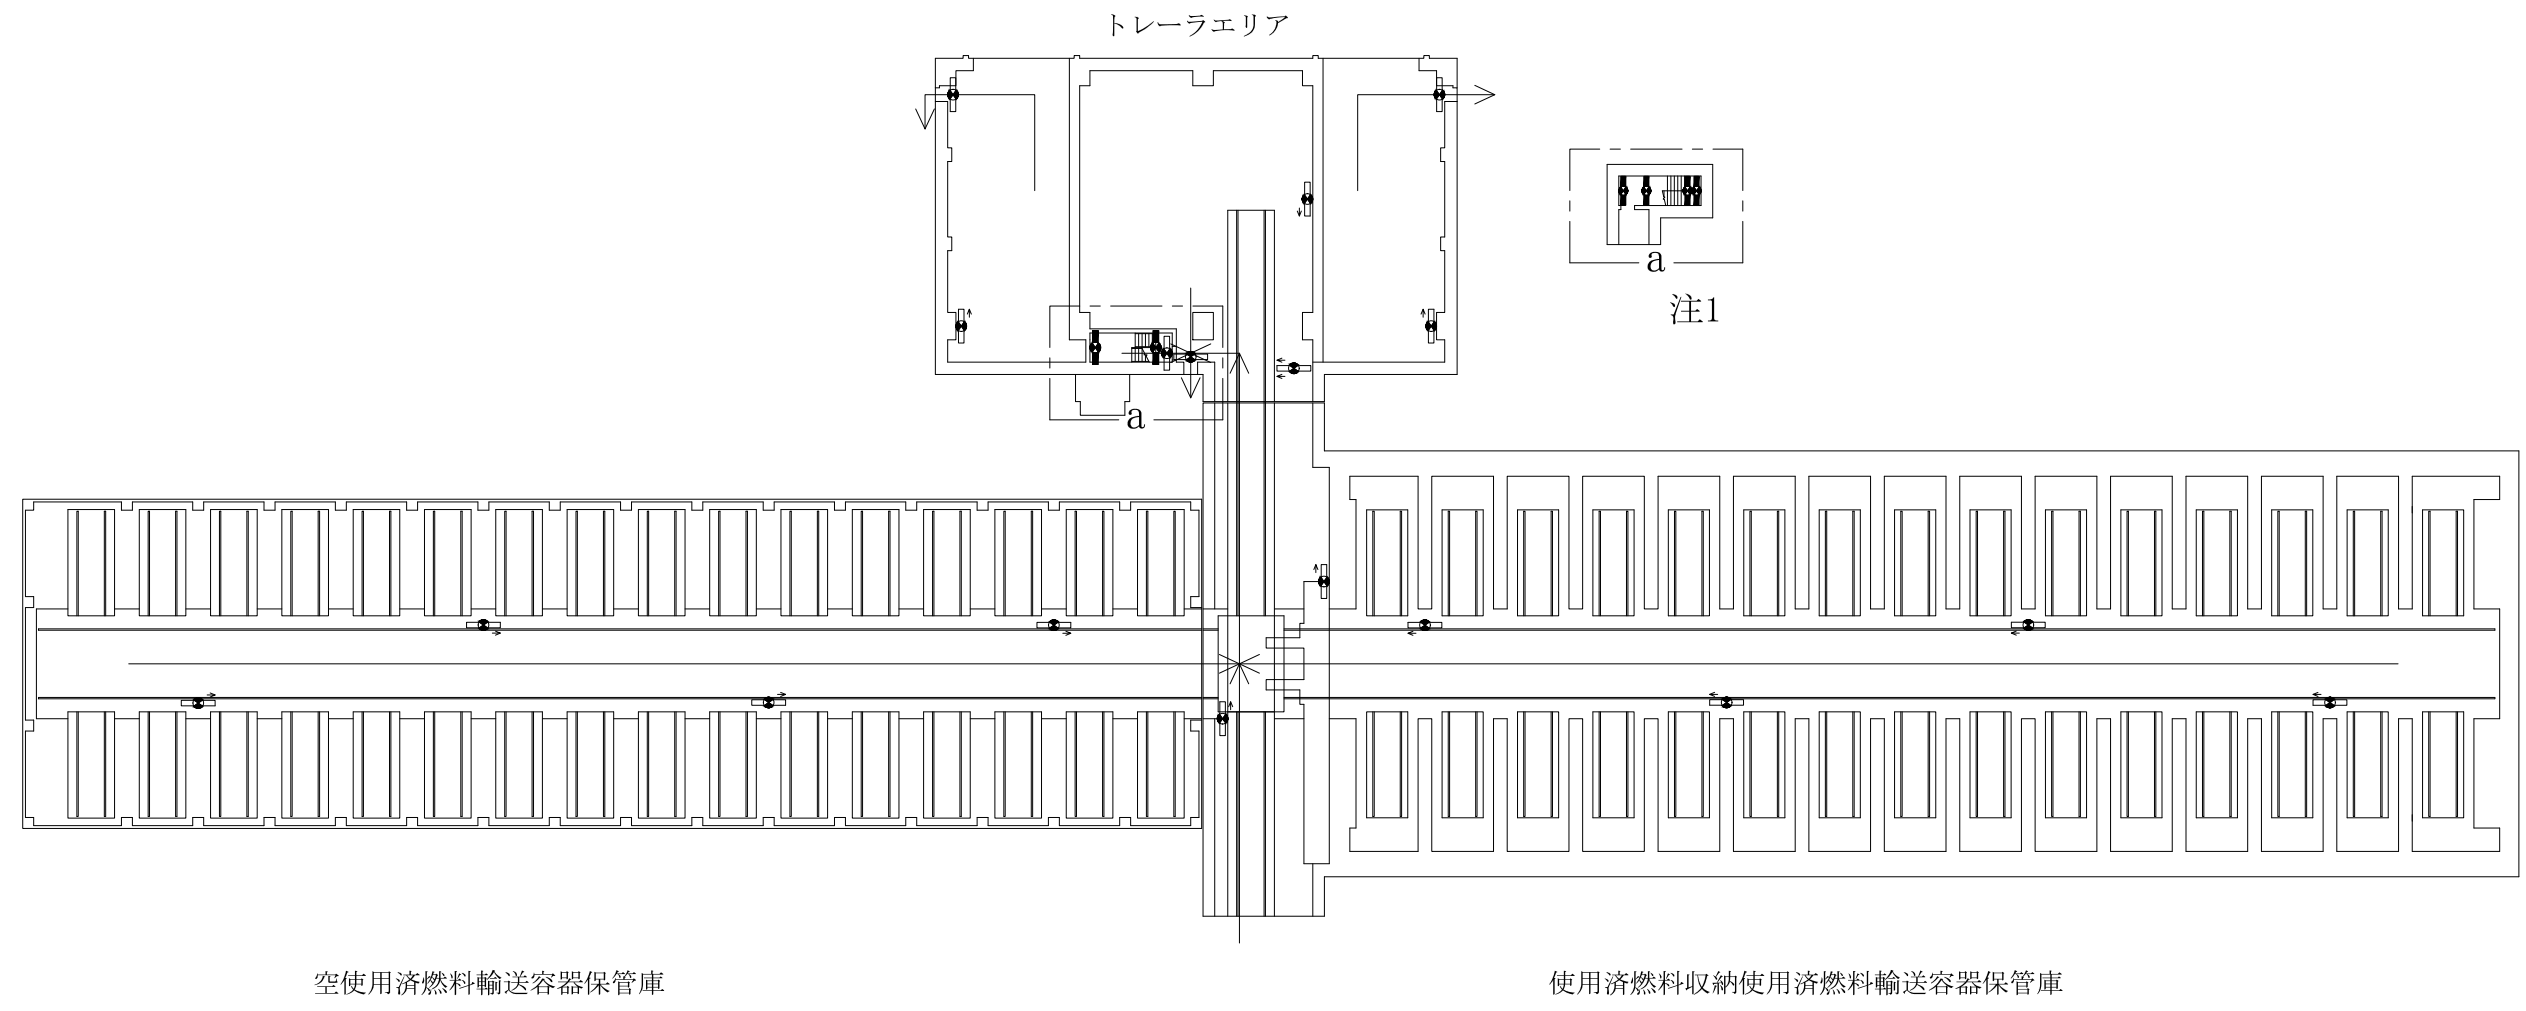 トレーラエリア
a
注1
a
空使用済燃料輸送容器保管庫
使用済燃料収納使用済燃料輸送容器保管庫